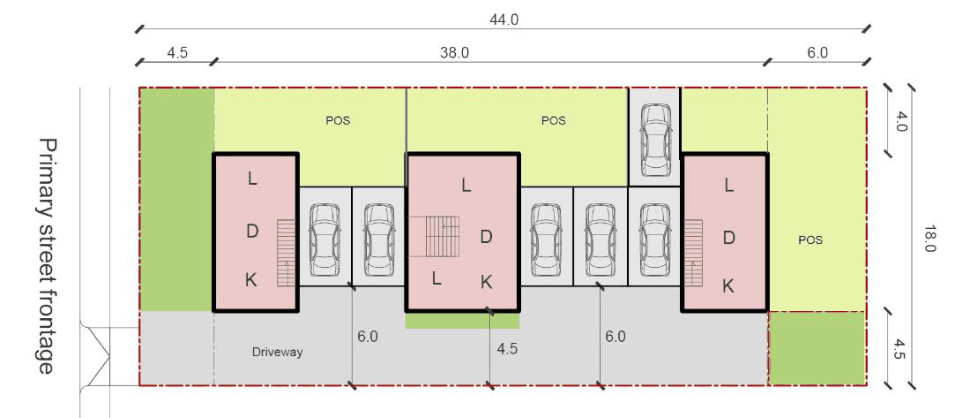 44.0
4.5 38.0 6.0
POS POS
4.0
L L L
D D D
K L K K
POS
18.0
Primary street frontage
6.0 4.5 6.0
4.5
Driveway